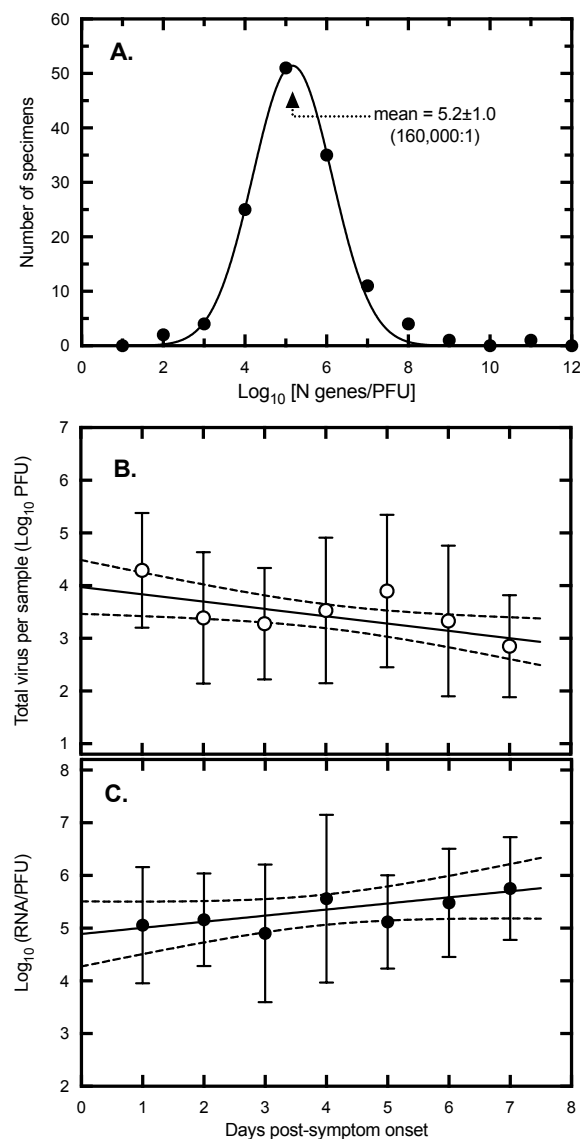 A.
Number of specimens
60
50
40
30
20
10
0
mean = 5.2±1.0
(160,000:1)
0 2 4 6 8 10 12
Log₁₀ [N genes/PFU]
B.
Total virus per sample (Log₁₀ PFU)
7
6
5
4
3
2
1
C.
Log₁₀ (RNA/PFU)
8
7
6
5
4
3
2
0 1 2 3 4 5 6 7 8
Days post-symptom onset